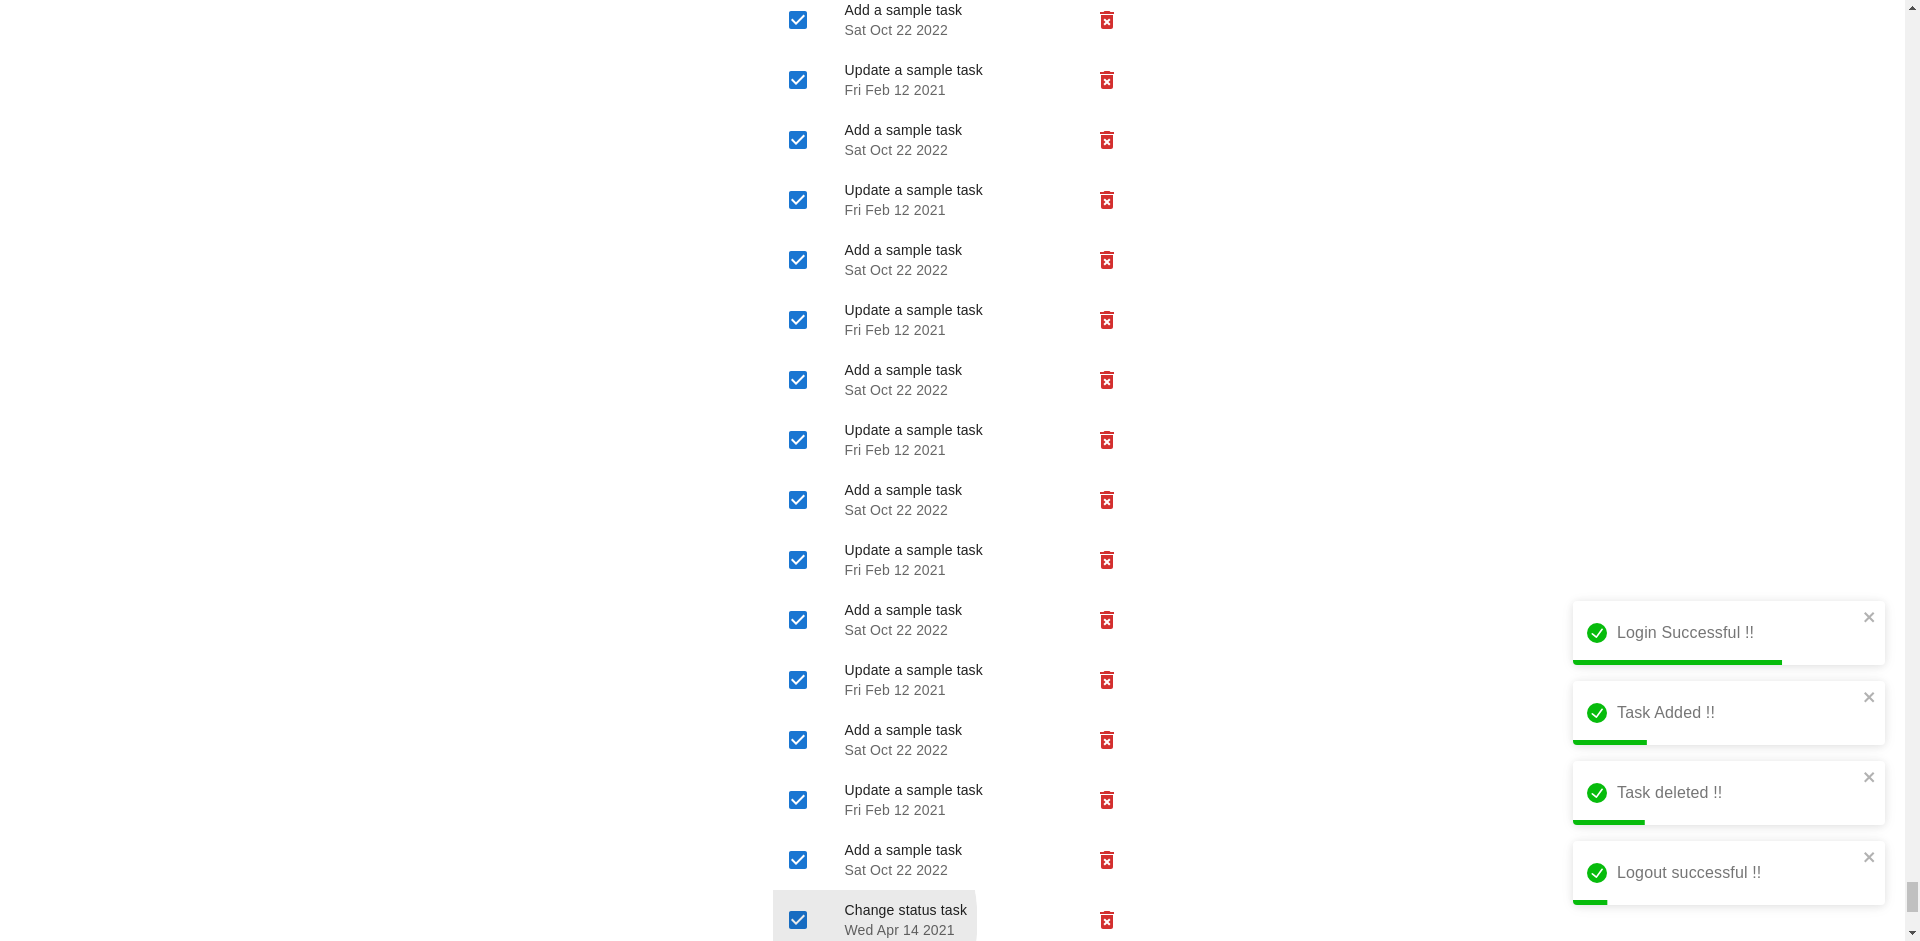 Add a sample task
Sat Oct 22 2022
Update a sample task
Fri Feb 12 2021
Add a sample task
Sat Oct 22 2022
Update a sample task
Fri Feb 12 2021
Add a sample task
Sat Oct 22 2022
Update a sample task
Fri Feb 12 2021
Add a sample task
Sat Oct 22 2022
Update a sample task
Fri Feb 12 2021
Add a sample task
Sat Oct 22 2022
Update a sample task
Fri Feb 12 2021
Add a sample task
Sat Oct 22 2022
Update a sample task
Fri Feb 12 2021
Add a sample task
Sat Oct 22 2022
Update a sample task
Fri Feb 12 2021
Add a sample task
Sat Oct 22 2022
Change status task
Wed Apr 14 2021
Login Successful !!
Task Added !!
Task deleted !!
Logout successful !!